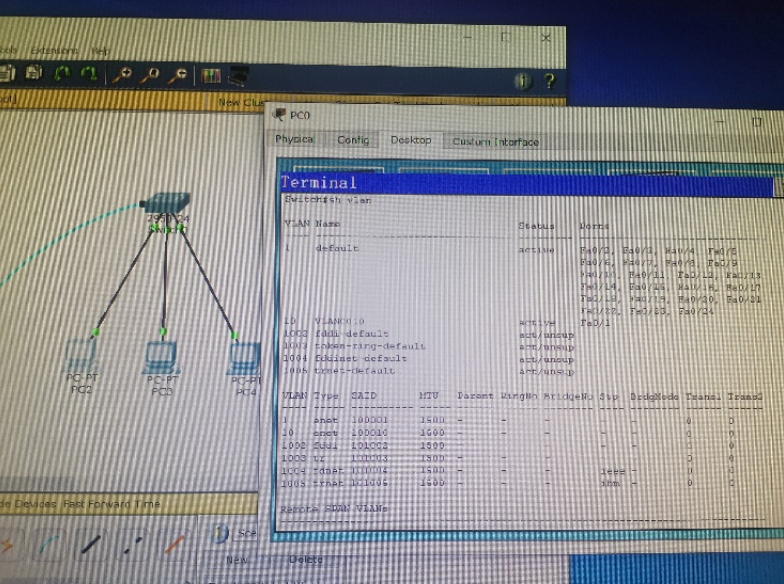 Extensions Help
New Clus
PC0
Physical Config Desktop Custom Interface
Terminal
Switch#sh vlan
VLAN Name Status Ports
1 default active Fa0/2, Fa0/3, Fa0/4, Fa0/5
Fa0/6, Fa0/7, Fa0/8, Fa0/9
Fa0/10, Fa0/11, Fa0/12, Fa0/13
Fa0/14, Fa0/15, Fa0/16, Fa0/17
Fa0/18, Fa0/19, Fa0/20, Fa0/21
Fa0/22, Fa0/23, Fa0/24
10 VLAN0010 active Fa0/1
1002 fddi-default act/unsup
1003 token-ring-default act/unsup
1004 fddinet-default act/unsup
1005 trnet-default act/unsup
VLAN Type SAID MTU Parent RingNo BridgeNo Stp BrdgMode Trans1 Trans2
1 enet 100001 1500 - - - - - 0 0
10 enet 100010 1500 - - - - - 0 0
1002 fddi 101002 1500 - - - - - 0 0
1003 tr 101003 1500 - - - - - 0 0
1004 fdnet 101004 1500 - - - ieee - 0 0
1005 trnet 101005 1500 - - - ibm - 0 0
Remote SPAN VLANs
PC-PT
PC2
PC-PT
PC3
PC-PT
PC4
Devices Fast Forward Time
Sce
New Delete